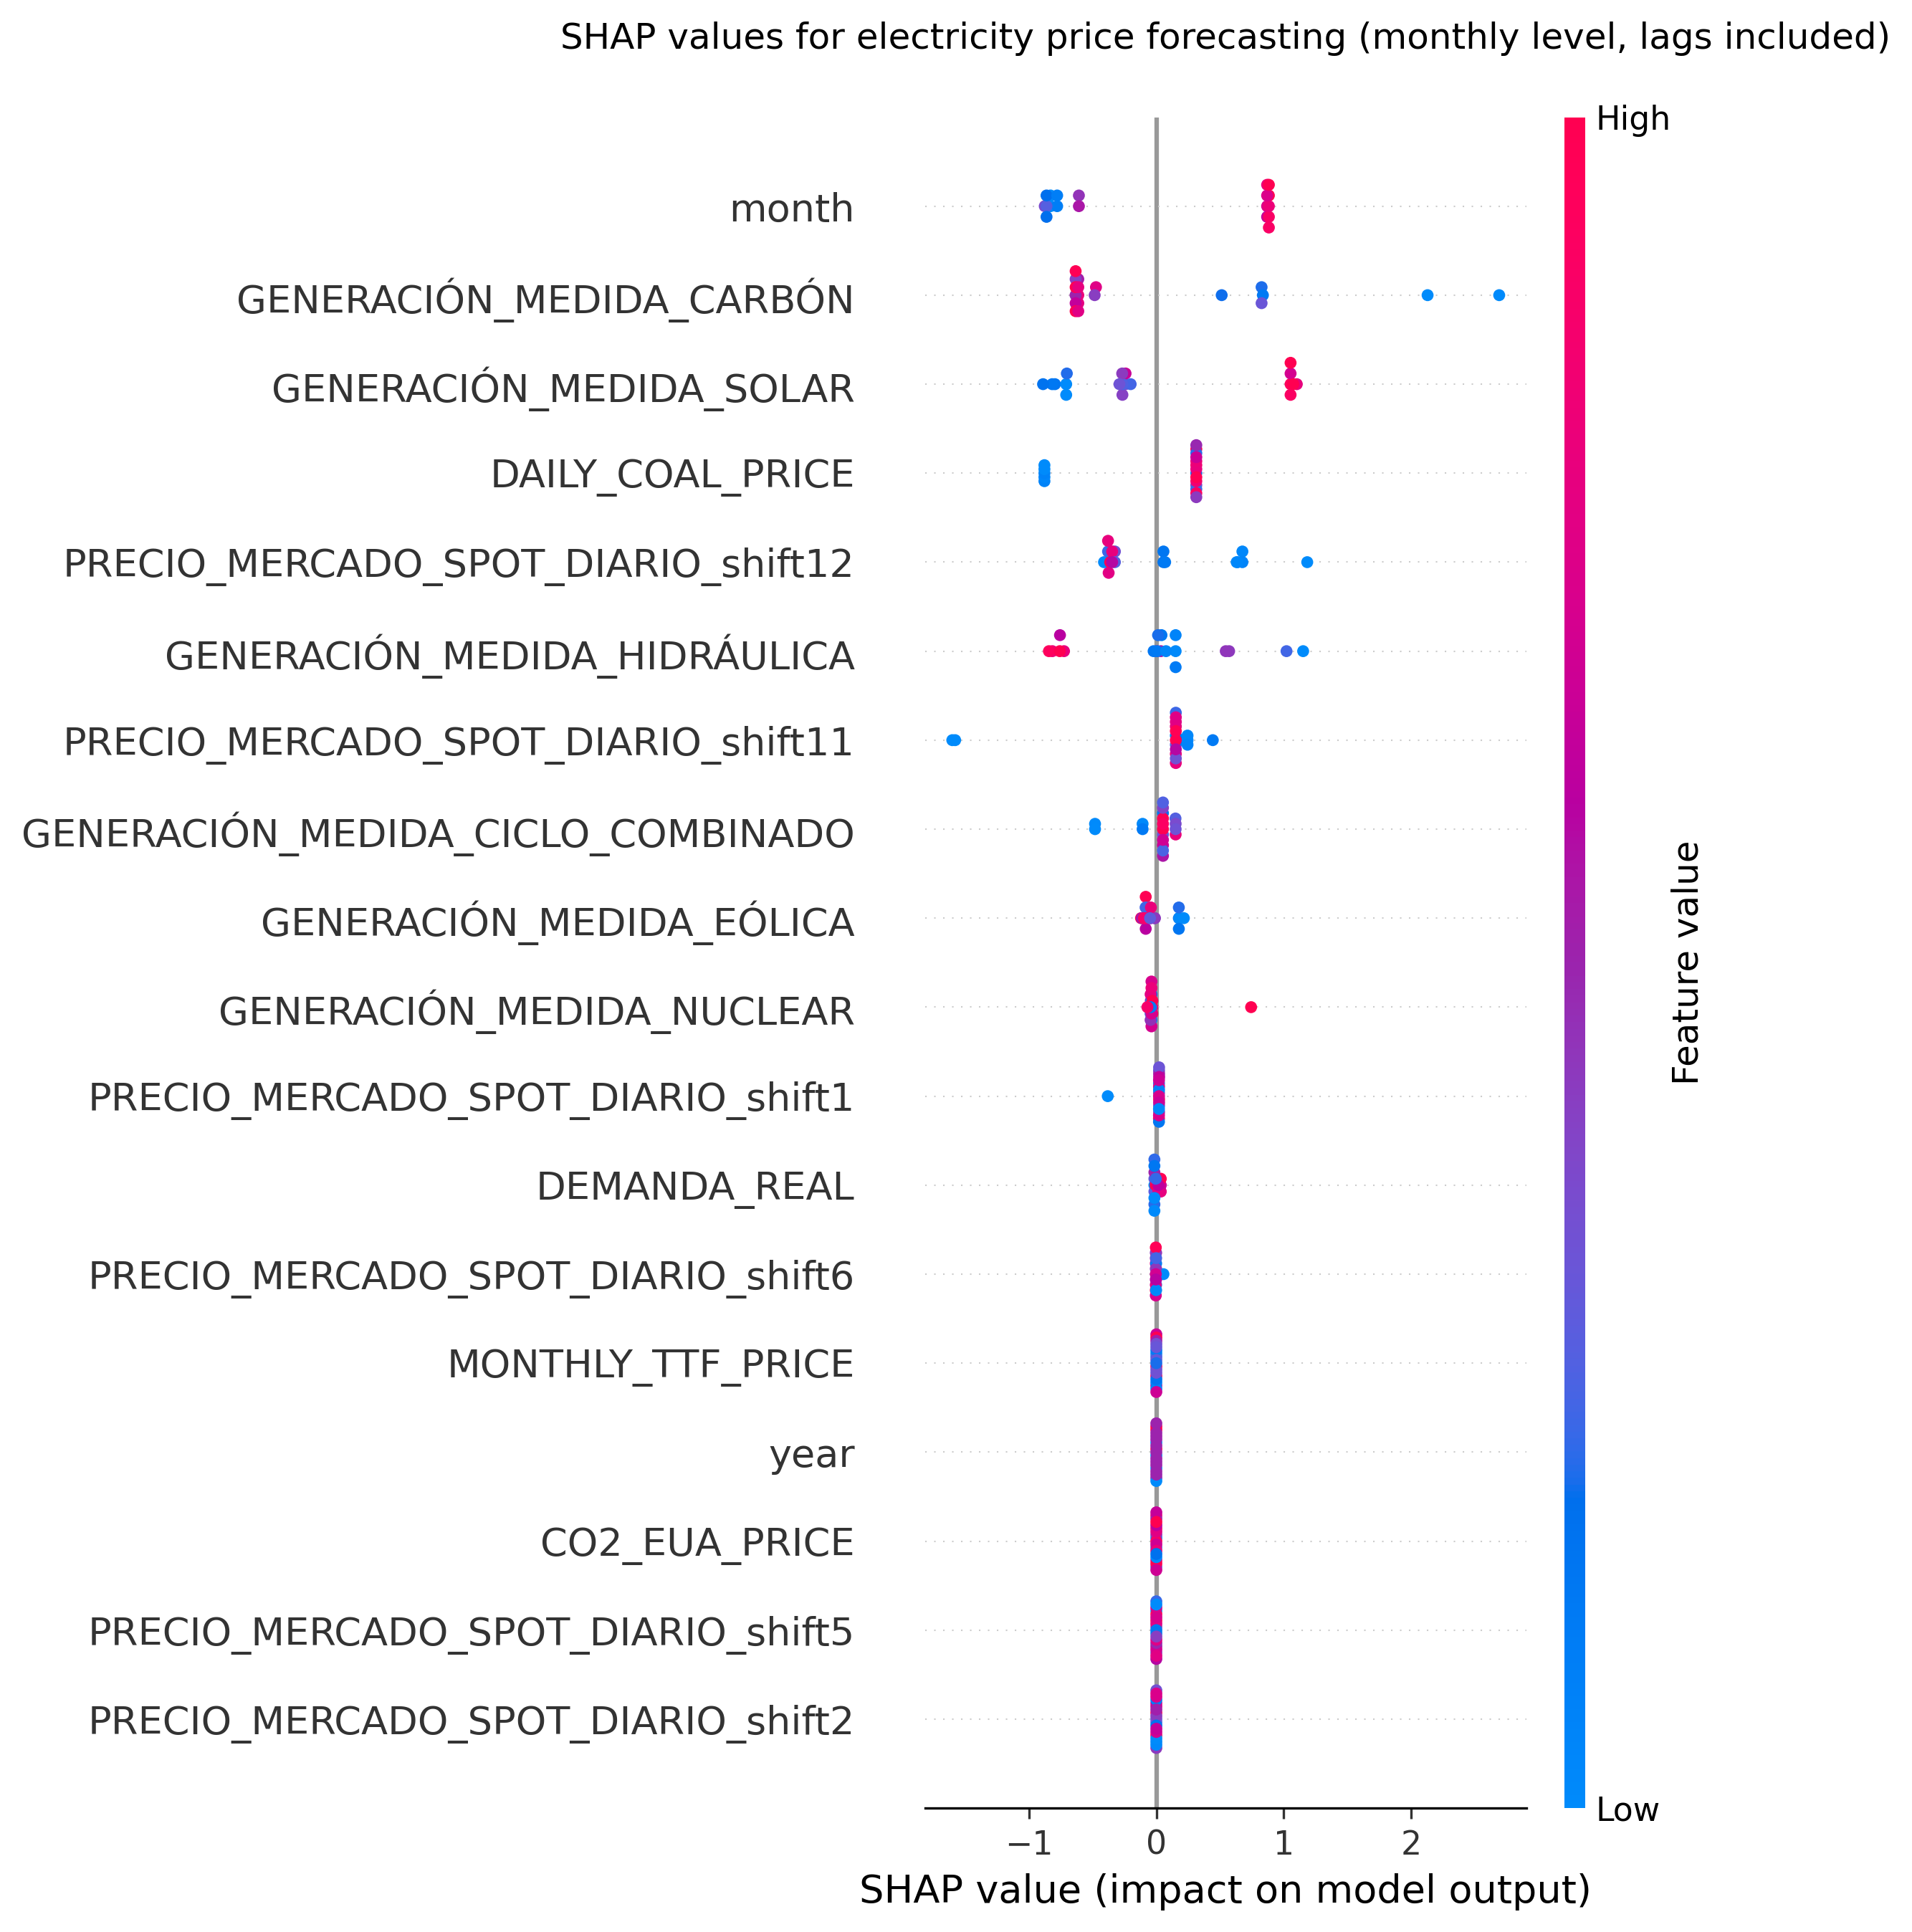 SHAP values for electricity price forecasting (monthly level, lags included)
High
month
GENERACIÓN_MEDIDA_CARBÓN
GENERACIÓN_MEDIDA_SOLAR
DAILY_COAL_PRICE
PRECIO_MERCADO_SPOT_DIARIO_shift12
GENERACIÓN_MEDIDA_HIDRÁULICA
PRECIO_MERCADO_SPOT_DIARIO_shift11
GENERACIÓN_MEDIDA_CICLO_COMBINADO
GENERACIÓN_MEDIDA_EÓLICA
GENERACIÓN_MEDIDA_NUCLEAR
PRECIO_MERCADO_SPOT_DIARIO_shift1
DEMANDA_REAL
PRECIO_MERCADO_SPOT_DIARIO_shift6
MONTHLY_TTF_PRICE
year
CO2_EUA_PRICE
PRECIO_MERCADO_SPOT_DIARIO_shift5
PRECIO_MERCADO_SPOT_DIARIO_shift2
Feature value
Low
−1 0 1 2
SHAP value (impact on model output)